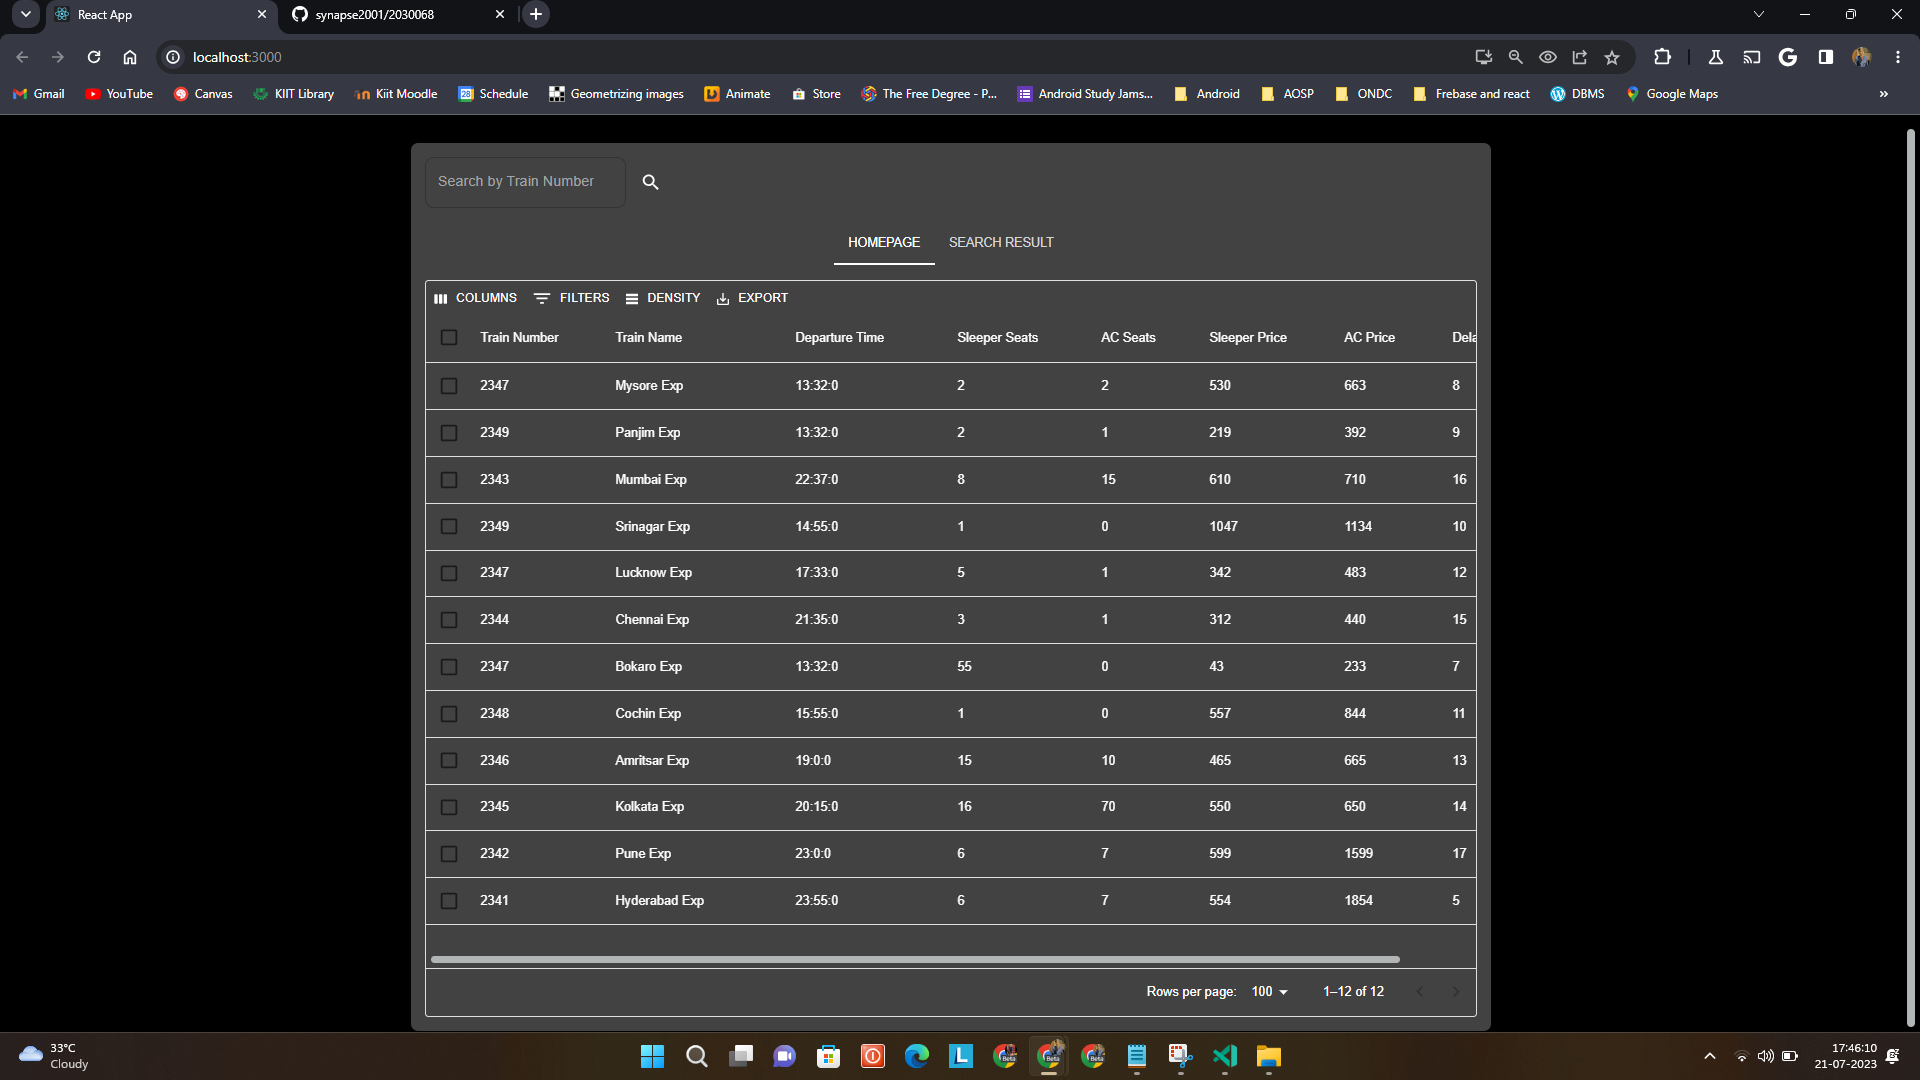 React App
synapse2001/2030068
localhost:3000
Gmail YouTube Canvas KIIT Library Kiit Moodle Schedule Geometrizing images Animate Store The Free Degree - P... Android Study Jams... Android AOSP ONDC Frebase and react DBMS Google Maps »
Search by Train Number
HOMEPAGE SEARCH RESULT
COLUMNS FILTERS DENSITY EXPORT
Train Number Train Name Departure Time Sleeper Seats AC Seats Sleeper Price AC Price Dela
2347 Mysore Exp 13:32:0 2 2 530 663 8
2349 Panjim Exp 13:32:0 2 1 219 392 9
2343 Mumbai Exp 22:37:0 8 15 610 710 16
2349 Srinagar Exp 14:55:0 1 0 1047 1134 10
2347 Lucknow Exp 17:33:0 5 1 342 483 12
2344 Chennai Exp 21:35:0 3 1 312 440 15
2347 Bokaro Exp 13:32:0 55 0 43 233 7
2348 Cochin Exp 15:55:0 1 0 557 844 11
2346 Amritsar Exp 19:0:0 15 10 465 665 13
2345 Kolkata Exp 20:15:0 16 70 550 650 14
2342 Pune Exp 23:0:0 6 7 599 1599 17
2341 Hyderabad Exp 23:55:0 6 7 554 1854 5
Rows per page: 100 1–12 of 12
33°C
Cloudy
17:46:10
21-07-2023